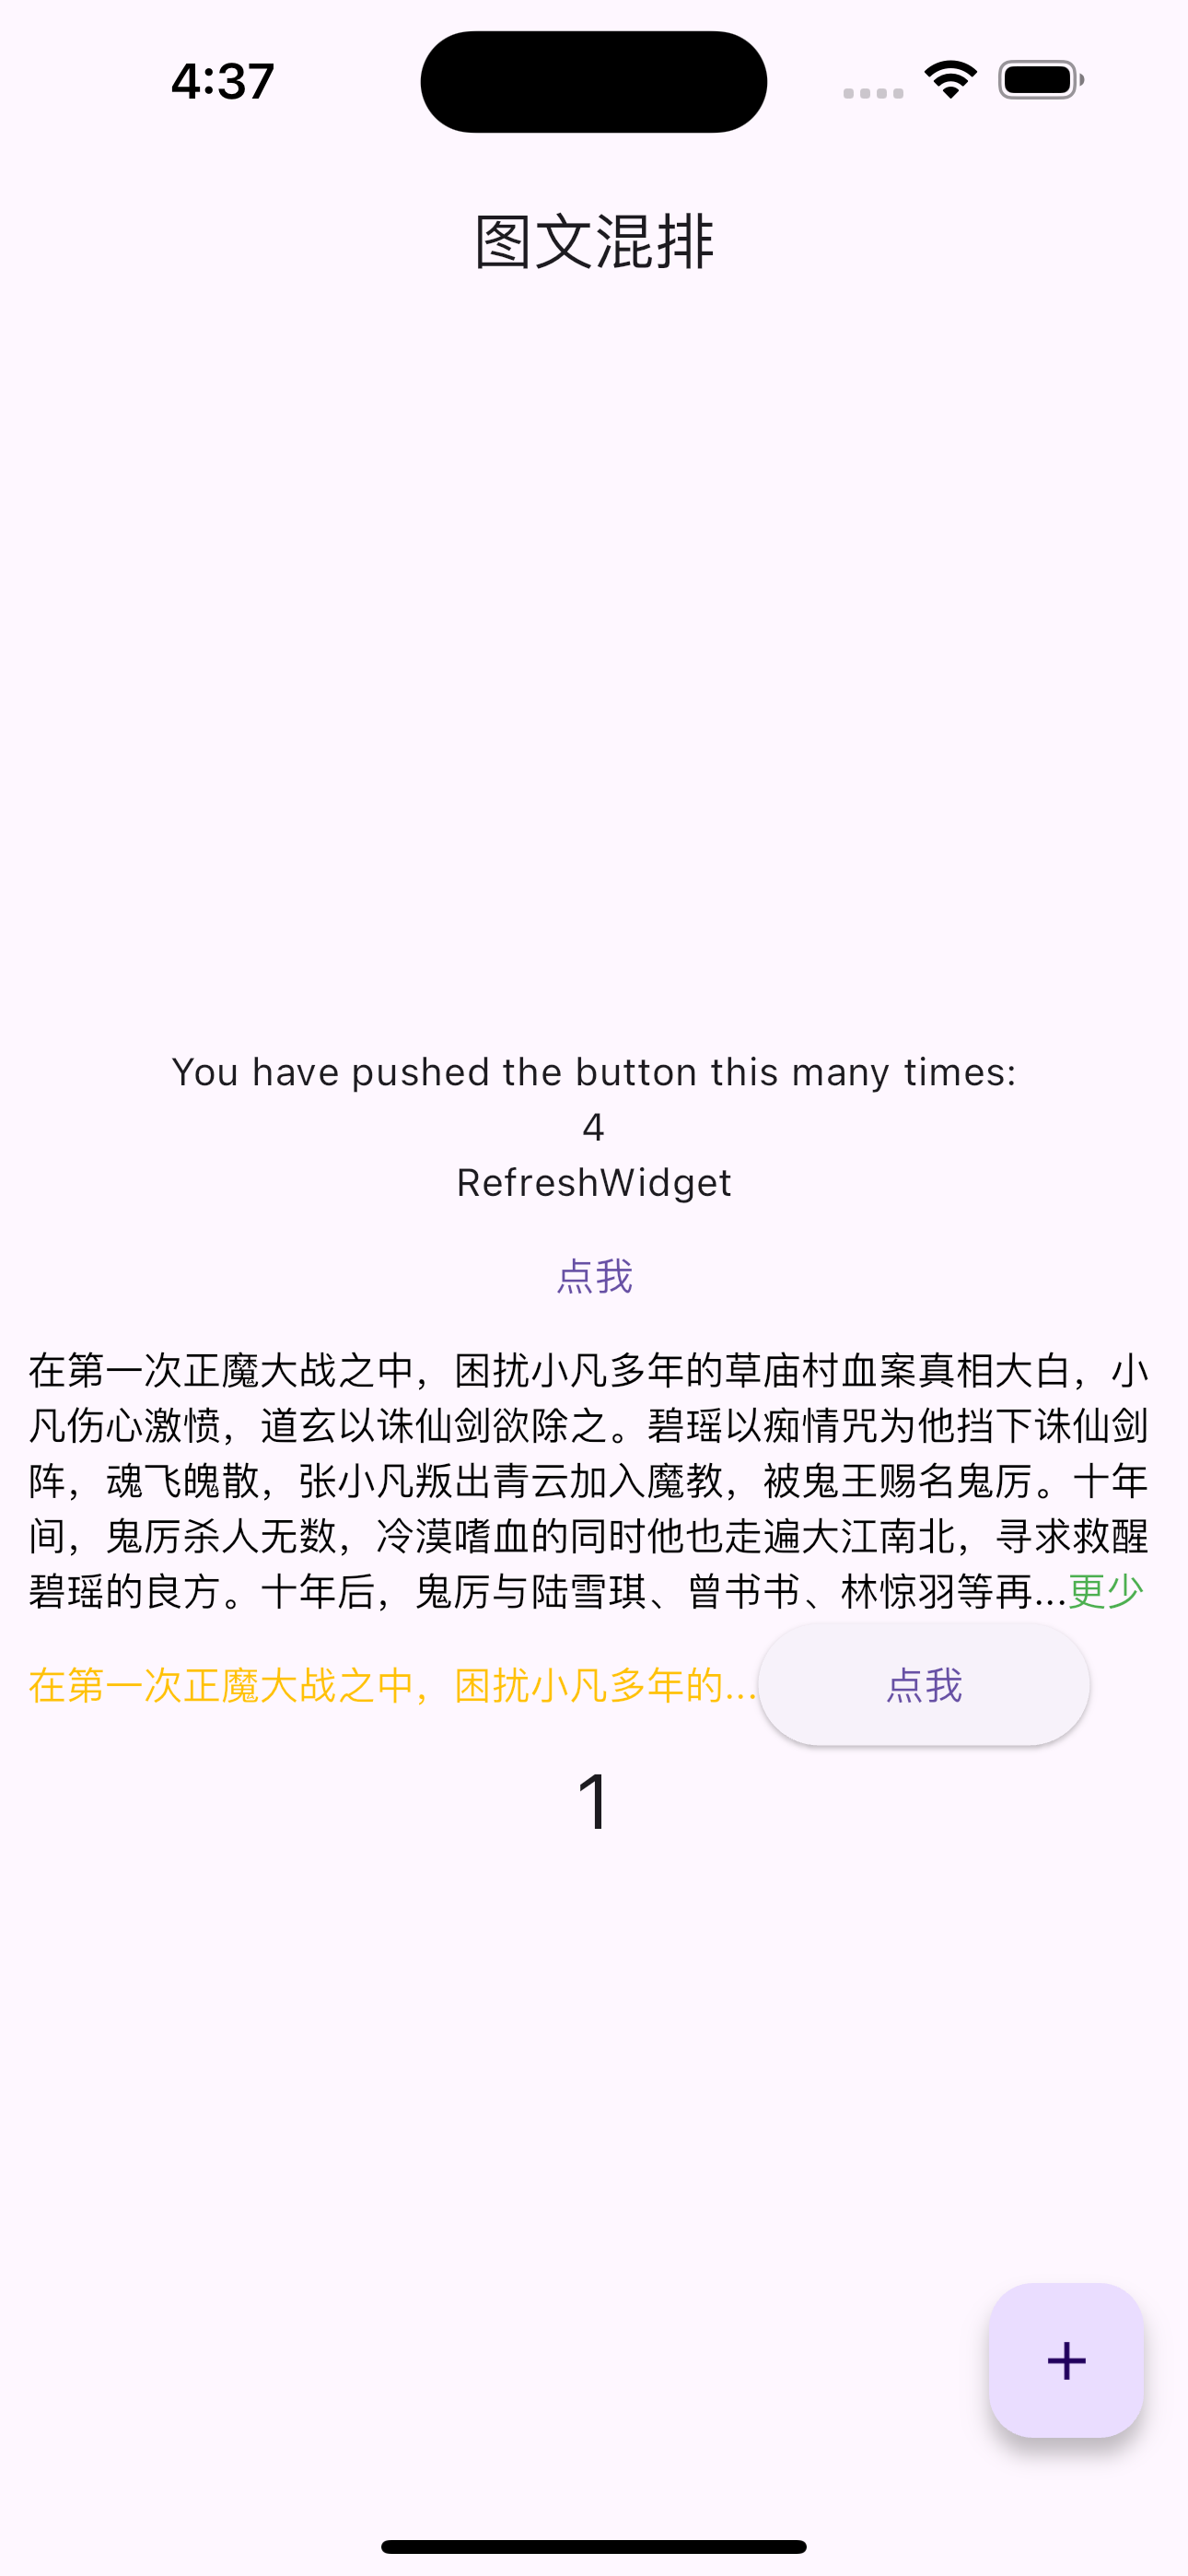 4:37
图文混排
You have pushed the button this many times:
4
RefreshWidget
点我
在第一次正魔大战之中，困扰小凡多年的草庙村血案真相大白，小
凡伤心激愤，道玄以诛仙剑欲除之。碧瑶以痴情咒为他挡下诛仙剑
阵，魂飞魄散，张小凡叛出青云加入魔教，被鬼王赐名鬼厉。十年
间，鬼厉杀人无数，冷漠嗜血的同时他也走遍大江南北，寻求救醒
碧瑶的良方。十年后，鬼厉与陆雪琪、曾书书、林惊羽等再...更少
在第一次正魔大战之中，困扰小凡多年的...点我
1
+